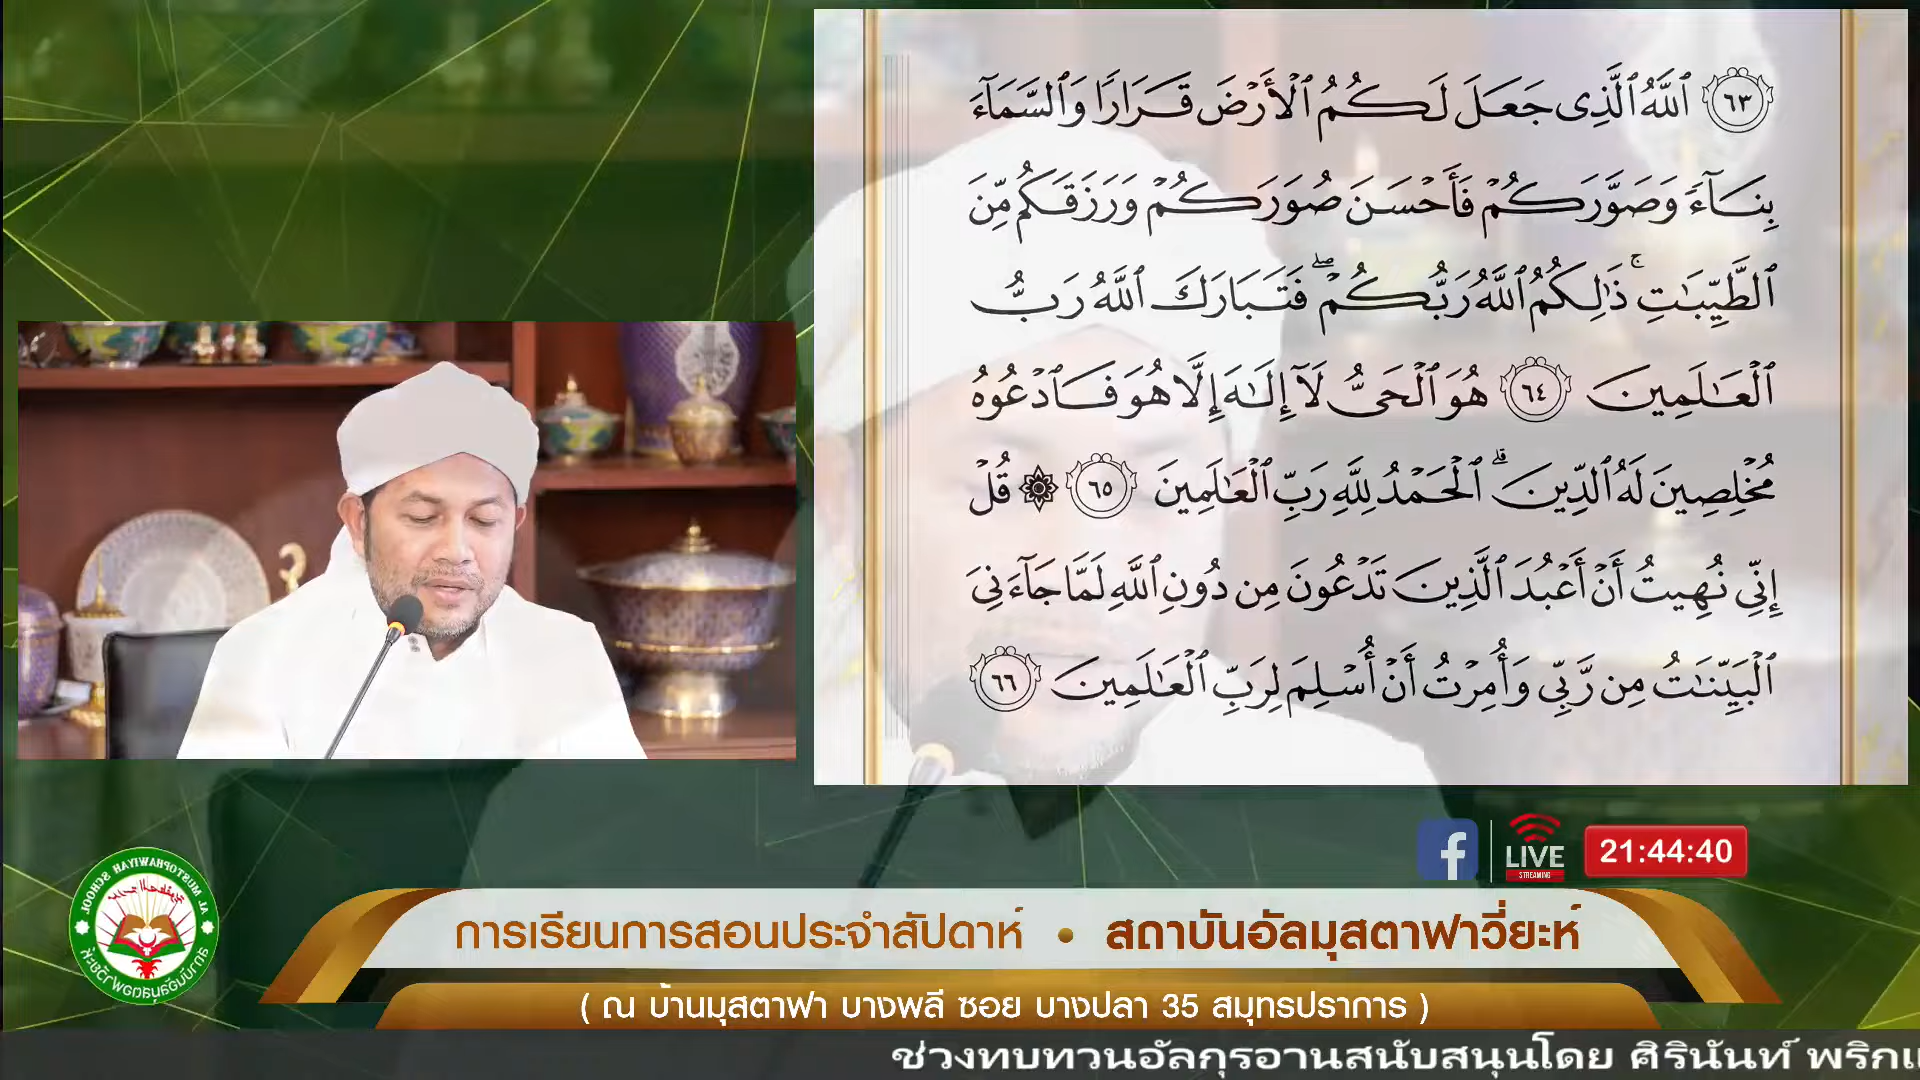 ٦٣ ٱللَّهُ ٱلَّذِى جَعَلَ لَكُمُ ٱلْأَرْضَ قَرَارًا وَٱلسَّمَآءَ
بِنَآءً وَصَوَّرَكُمْ فَأَحْسَنَ صُوَرَكُمْ وَرَزَقَكُم مِّنَ
ٱلطَّيِّبَٰتِ ۚ ذَٰلِكُمُ ٱللَّهُ رَبُّكُمْ ۖ فَتَبَارَكَ ٱللَّهُ رَبُّ
ٱلْعَٰلَمِينَ ٦٤ هُوَ ٱلْحَىُّ لَآ إِلَٰهَ إِلَّا هُوَ فَٱدْعُوهُ
مُخْلِصِينَ لَهُ ٱلدِّينَ ۗ ٱلْحَمْدُ لِلَّهِ رَبِّ ٱلْعَٰلَمِينَ ٦٥ ۞ قُلْ
إِنِّى نُهِيتُ أَنْ أَعْبُدَ ٱلَّذِينَ تَدْعُونَ مِن دُونِ ٱللَّهِ لَمَّا جَآءَنِىَ
ٱلْبَيِّنَٰتُ مِن رَّبِّى وَأُمِرْتُ أَنْ أُسْلِمَ لِرَبِّ ٱلْعَٰلَمِينَ ٦٦
f LIVE 21:44:40
STREAMING
AL MUSTOPHAWIYAH SCHOOL
การเรียนการสอนประจำสัปดาห์ • สถาบันอัลมุสตาฟาวี่ยะห์
( ณ บ้านมุสตาฟา บางพลี ซอย บางปลา 35 สมุทรปราการ )
ช่วงทบทวนอัลกุรอานสนับสนุนโดย ศิรินันท์ พริก